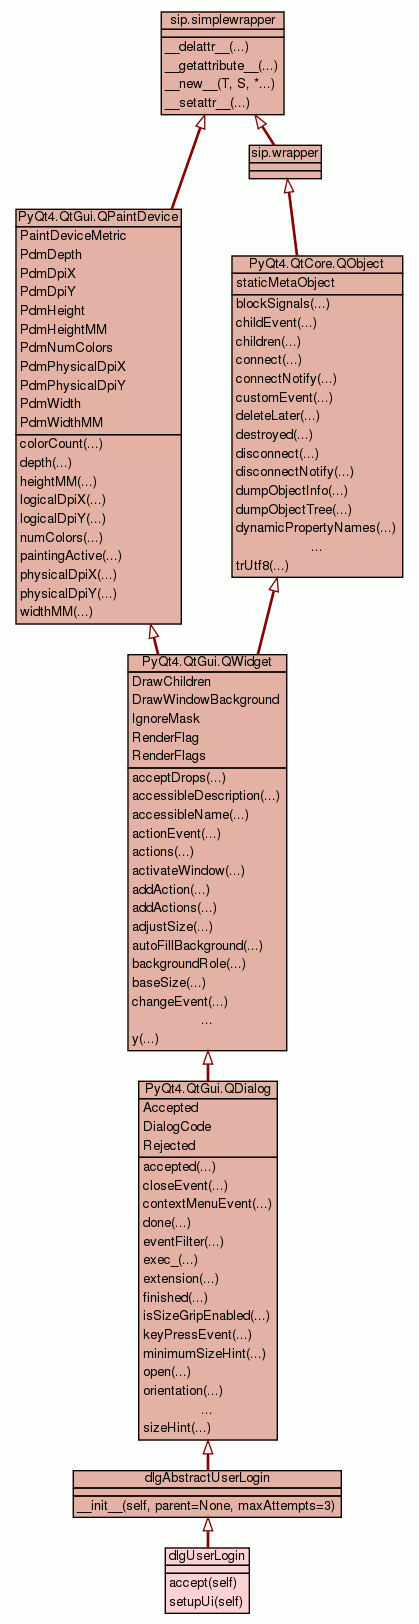 sip.simplewrapper
__delattr__(...)
__getattribute__(...)
__new__(T, S, *...)
__setattr__(...)
sip.wrapper
PyQt4.QtGui.QPaintDevice
PaintDeviceMetric
PdmDepth
PdmDpiX
PdmDpiY
PdmHeight
PdmHeightMM
PdmNumColors
PdmPhysicalDpiX
PdmPhysicalDpiY
PdmWidth
PdmWidthMM
colorCount(...)
depth(...)
heightMM(...)
logicalDpiX(...)
logicalDpiY(...)
numColors(...)
paintingActive(...)
physicalDpiX(...)
physicalDpiY(...)
widthMM(...)
PyQt4.QtCore.QObject
staticMetaObject
blockSignals(...)
childEvent(...)
children(...)
connect(...)
connectNotify(...)
customEvent(...)
deleteLater(...)
destroyed(...)
disconnect(...)
disconnectNotify(...)
dumpObjectInfo(...)
dumpObjectTree(...)
dynamicPropertyNames(...)
...
trUtf8(...)
PyQt4.QtGui.QWidget
DrawChildren
DrawWindowBackground
IgnoreMask
RenderFlag
RenderFlags
acceptDrops(...)
accessibleDescription(...)
accessibleName(...)
actionEvent(...)
actions(...)
activateWindow(...)
addAction(...)
addActions(...)
adjustSize(...)
autoFillBackground(...)
backgroundRole(...)
baseSize(...)
changeEvent(...)
...
y(...)
PyQt4.QtGui.QDialog
Accepted
DialogCode
Rejected
accepted(...)
closeEvent(...)
contextMenuEvent(...)
done(...)
eventFilter(...)
exec_(...)
extension(...)
finished(...)
isSizeGripEnabled(...)
keyPressEvent(...)
minimumSizeHint(...)
open(...)
orientation(...)
...
sizeHint(...)
dlgAbstractUserLogin
__init__(self, parent=None, maxAttempts=3)
dlgUserLogin
accept(self)
setupUi(self)